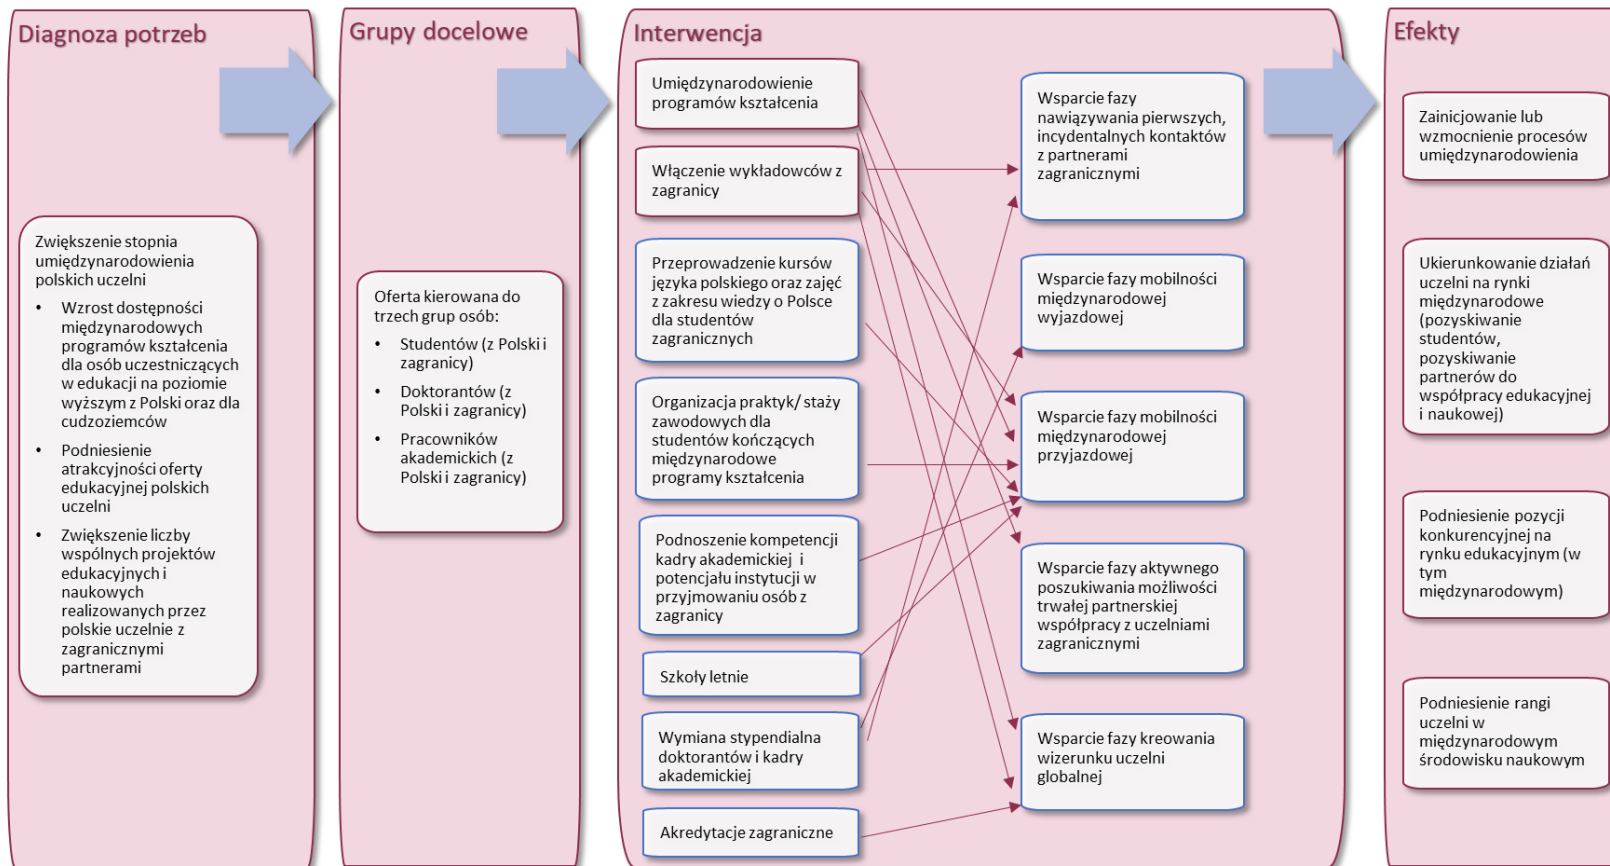 Diagnoza potrzeb
Zwiększenie stopnia
umiędzynarodowienia
polskich uczelni
• Wzrost dostępności
międzynarodowych
programów kształcenia
dla osób uczestniczących
w edukacji na poziomie
wyższym z Polski oraz dla
cudzoziemców
• Podniesienie
atrakcyjności oferty
edukacyjnej polskich
uczelni
• Zwiększenie liczby
wspólnych projektów
edukacyjnych i
naukowych
realizowanych przez
polskie uczelnie z
zagranicznymi
partnerami
Grupy docelowe
Oferta kierowana do
trzech grup osób:
• Studentów (z Polski i
zagranicy)
• Doktorantów (z
Polski i zagranicy)
• Pracowników
akademickich (z
Polski i zagranicy)
Interwencja
Umiędzynarodowienie
programów kształcenia
Włączenie wykładowców z
zagranicy
Przeprowadzenie kursów
języka polskiego oraz zajęć
z zakresu wiedzy o Polsce
dla studentów
zagranicznych
Organizacja praktyk/ staży
zawodowych dla
studentów kończących
międzynarodowe
programy kształcenia
Podnoszenie kompetencji
kadry akademickiej i
potencjału instytucji w
przyjmowaniu osób z
zagranicy
Szkoły letnie
Wymiana stypendialna
doktorantów i kadry
akademickiej
Akredytacje zagraniczne
Wsparcie fazy
nawiązywania pierwszych,
incydentalnych kontaktów
z partnerami
zagranicznymi
Wsparcie fazy mobilności
międzynarodowej
wyjazdowej
Wsparcie fazy mobilności
międzynarodowej
przyjazdowej
Wsparcie fazy aktywnego
poszukiwania możliwości
trwałej partnerskiej
współpracy z uczelniami
zagranicznymi
Wsparcie fazy kreowania
wizerunku uczelni
globalnej
Efekty
Zainicjowanie lub
wzmocnienie procesów
umiędzynarodowienia
Ukierunkowanie działań
uczelni na rynki
międzynarodowe
(pozyskiwanie
studentów,
pozyskiwanie
partnerów do
współpracy edukacyjnej
i naukowej)
Podniesienie pozycji
konkurencyjnej na
rynku edukacyjnym (w
tym
międzynarodowym)
Podniesienie rangi
uczelni w
międzynarodowym
środowisku naukowym